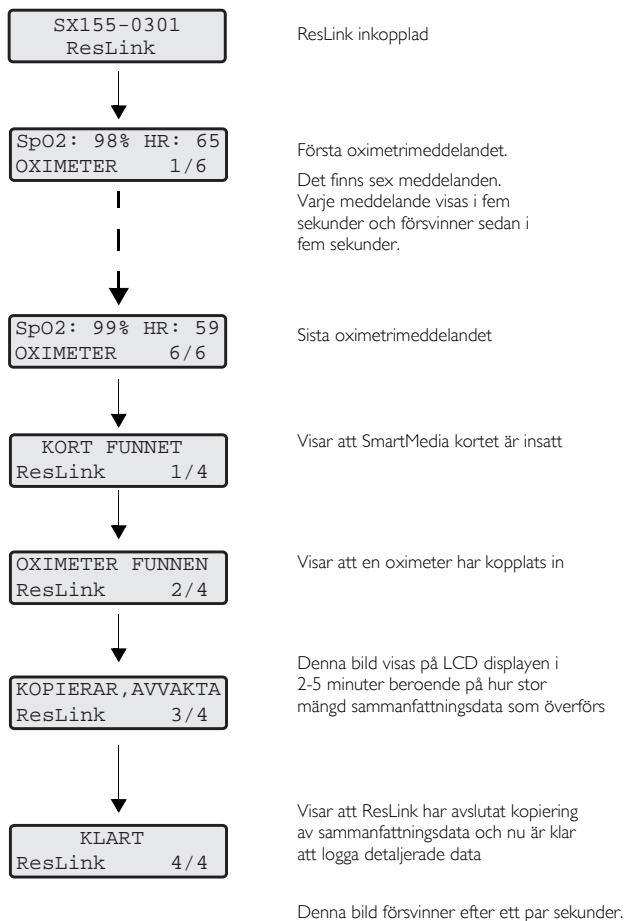 SX155-0301
ResLink
ResLink inkopplad
SpO2: 98% HR: 65
OXIMETER 1/6
Första oximetrimeddelandet.
Det finns sex meddelanden.
Varje meddelande visas i fem
sekunder och försvinner sedan i
fem sekunder.
SpO2: 99% HR: 59
OXIMETER 6/6
Sista oximetrimeddelandet
KORT FUNNET
ResLink 1/4
Visar att SmartMedia kortet är insatt
OXIMETER FUNNEN
ResLink 2/4
Visar att en oximeter har kopplats in
KOPIERAR,AVVAKTA
ResLink 3/4
Denna bild visas på LCD displayen i
2-5 minuter beroende på hur stor
mängd sammanfattningsdata som överförs
KLART
ResLink 4/4
Visar att ResLink har avslutat kopiering
av sammanfattningsdata och nu är klar
att logga detaljerade data
Denna bild försvinner efter ett par sekunder.